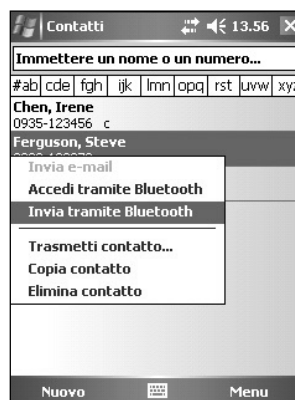 Contatti 13.56
Immettere un nome o un numero...
#ab cde fgh ijk lmn opq rst uvw xyz
Chen, Irene
0935-123456 c
Ferguson, Steve
Invia e-mail
Accedi tramite Bluetooth
Invia tramite Bluetooth
Trasmetti contatto...
Copia contatto
Elimina contatto
Nuovo Menu